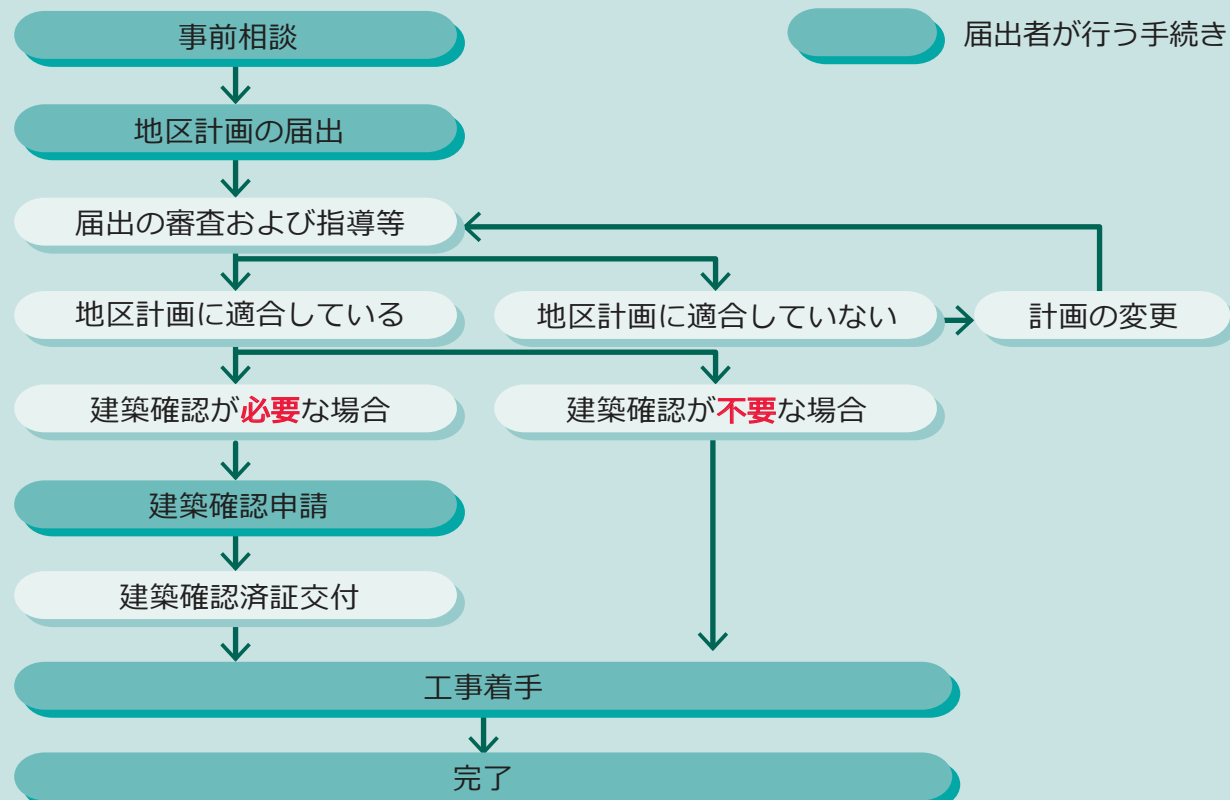 事前相談
届出者が行う手続き
地区計画の届出
届出の審査および指導等
地区計画に適合している
地区計画に適合していない
計画の変更
建築確認が必要な場合
建築確認が不要な場合
建築確認申請
建築確認済証交付
工事着手
完了